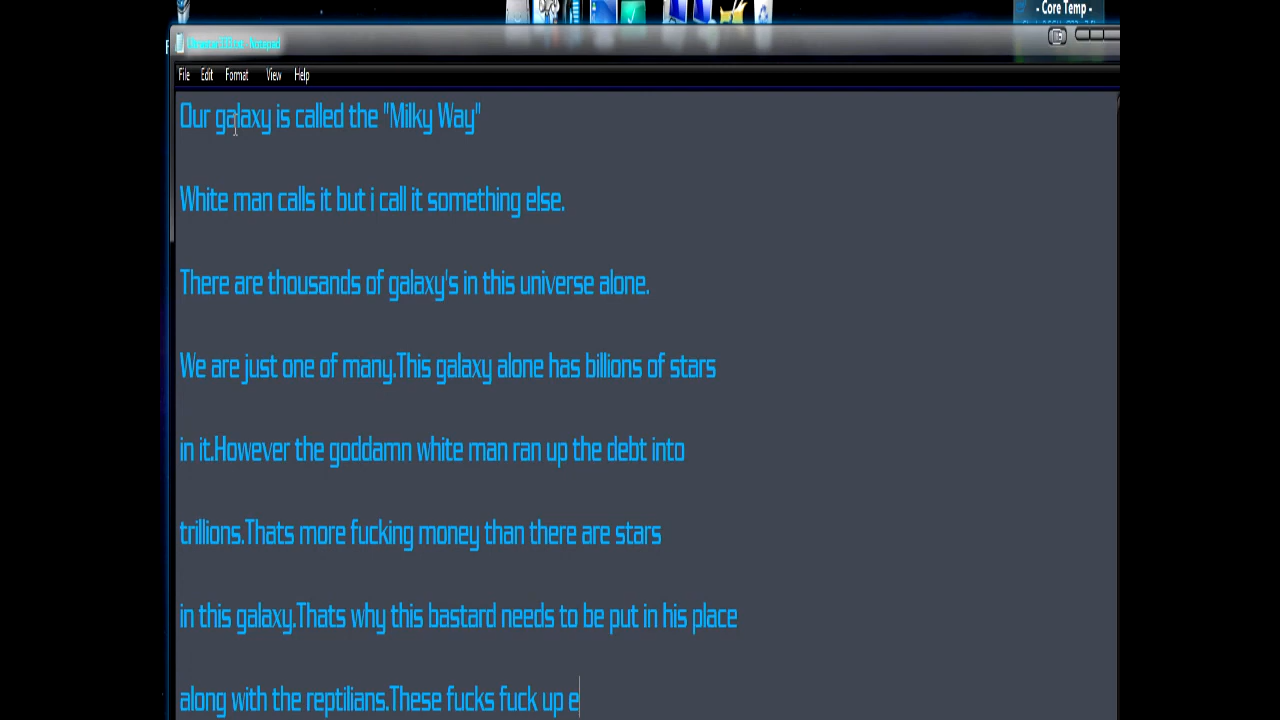 - Core Temp -
Notepad
File Edit Format View Help
Our galaxy is called the "Milky Way"
White man calls it but i call it something else.
There are thousands of galaxy's in this universe alone.
We are just one of many.This galaxy alone has billions of stars
in it.However the goddamn white man ran up the debt into
trillions.Thats more fucking money than there are stars
in this galaxy.Thats why this bastard needs to be put in his place
along with the reptilians.These fucks fuck up e